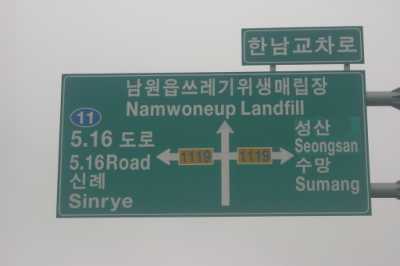 한남교차로
남원읍쓰레기위생매립장
Namwoneup Landfill
11
5.16 도로
5.16Road
신례
Sinrye
1119
1119
성산
Seongsan
수망
Sumang